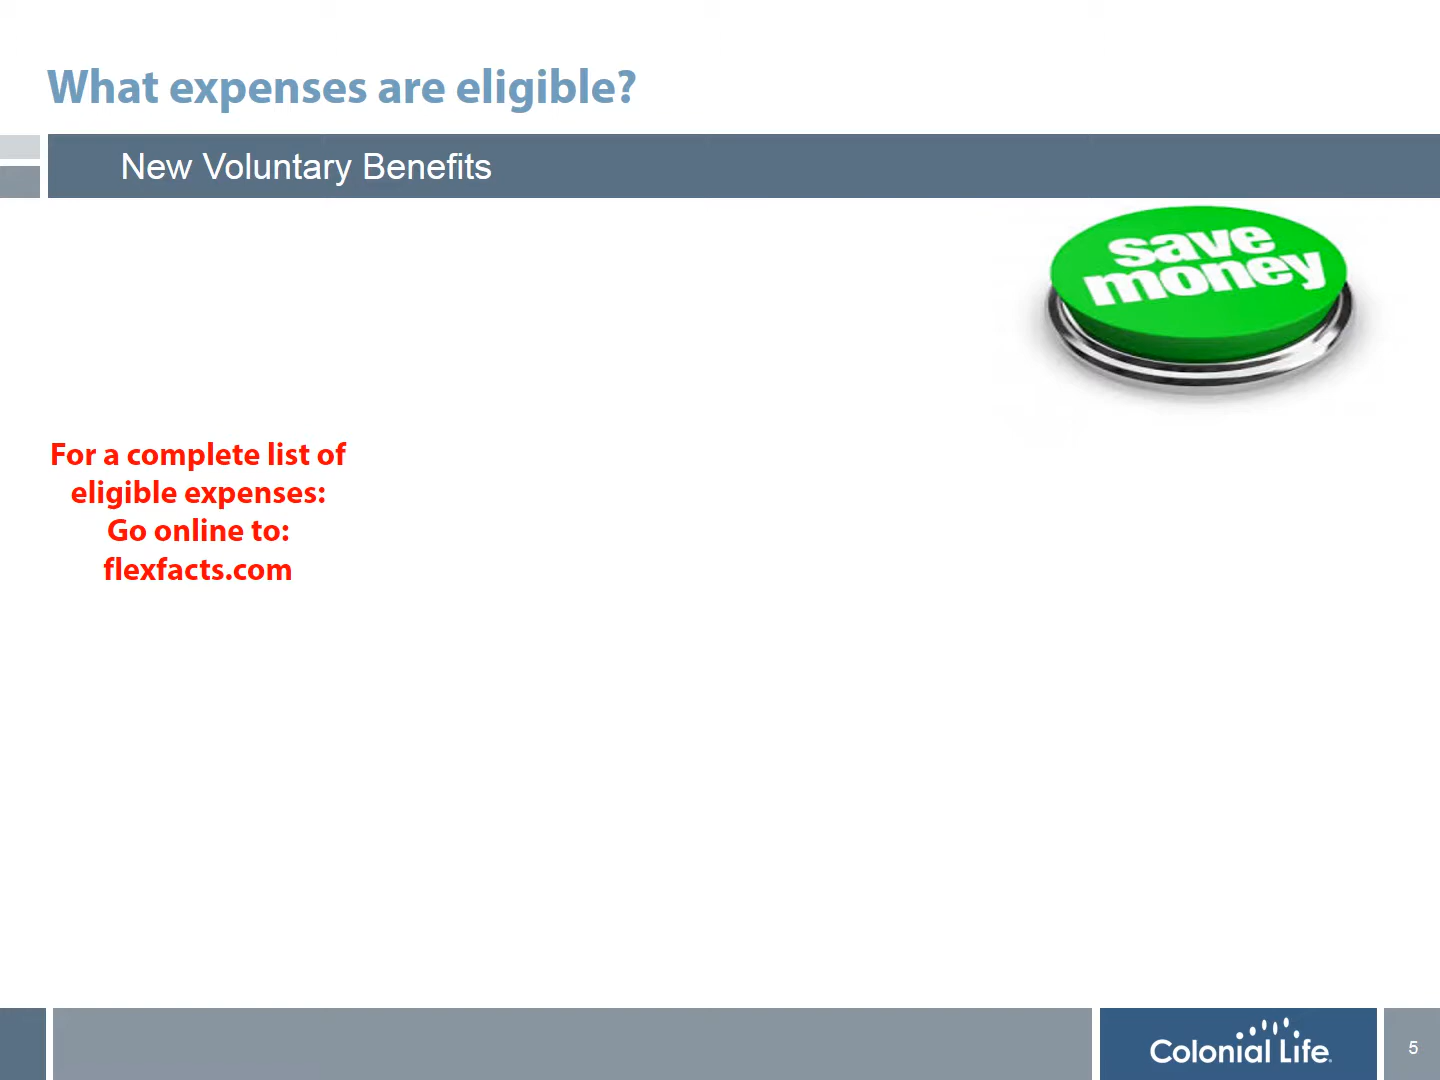 What expenses are eligible?
New Voluntary Benefits
save
money
For a complete list of
eligible expenses:
Go online to:
flexfacts.com
Colonial Life.
5